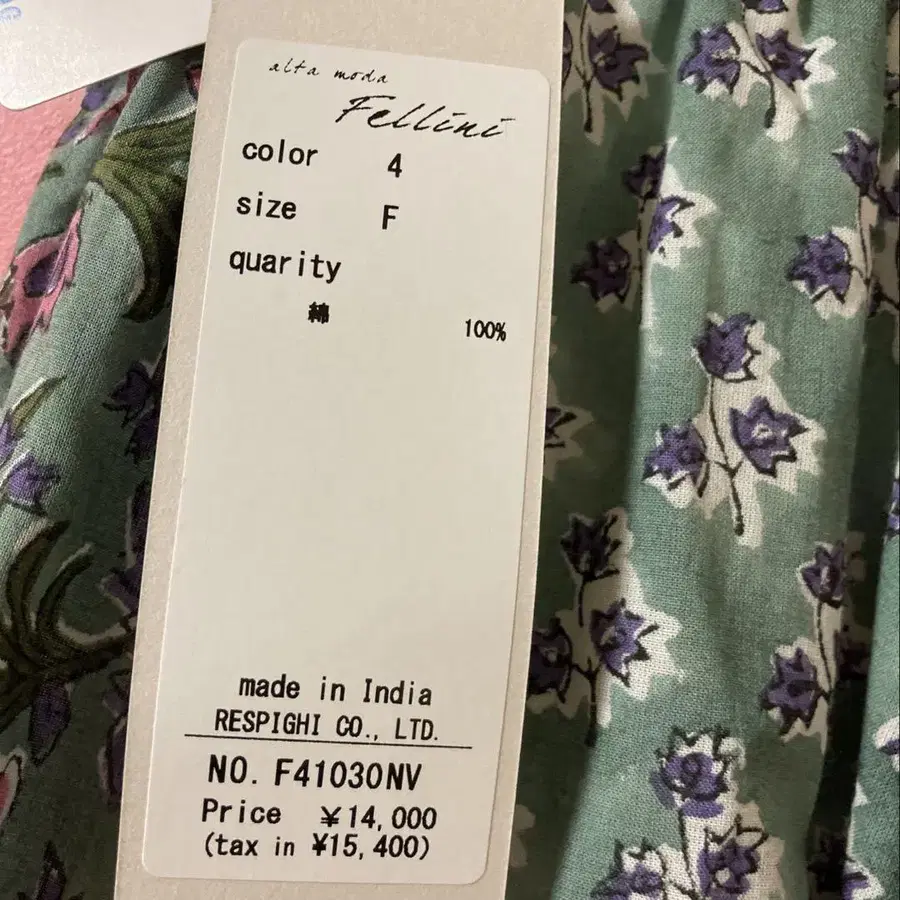 alta moda
Fellini
color 4
size F
quarity
綿 100%
made in India
RESPIGHI CO., LTD.
NO. F41030NV
Price ¥14,000
(tax in ¥15,400)